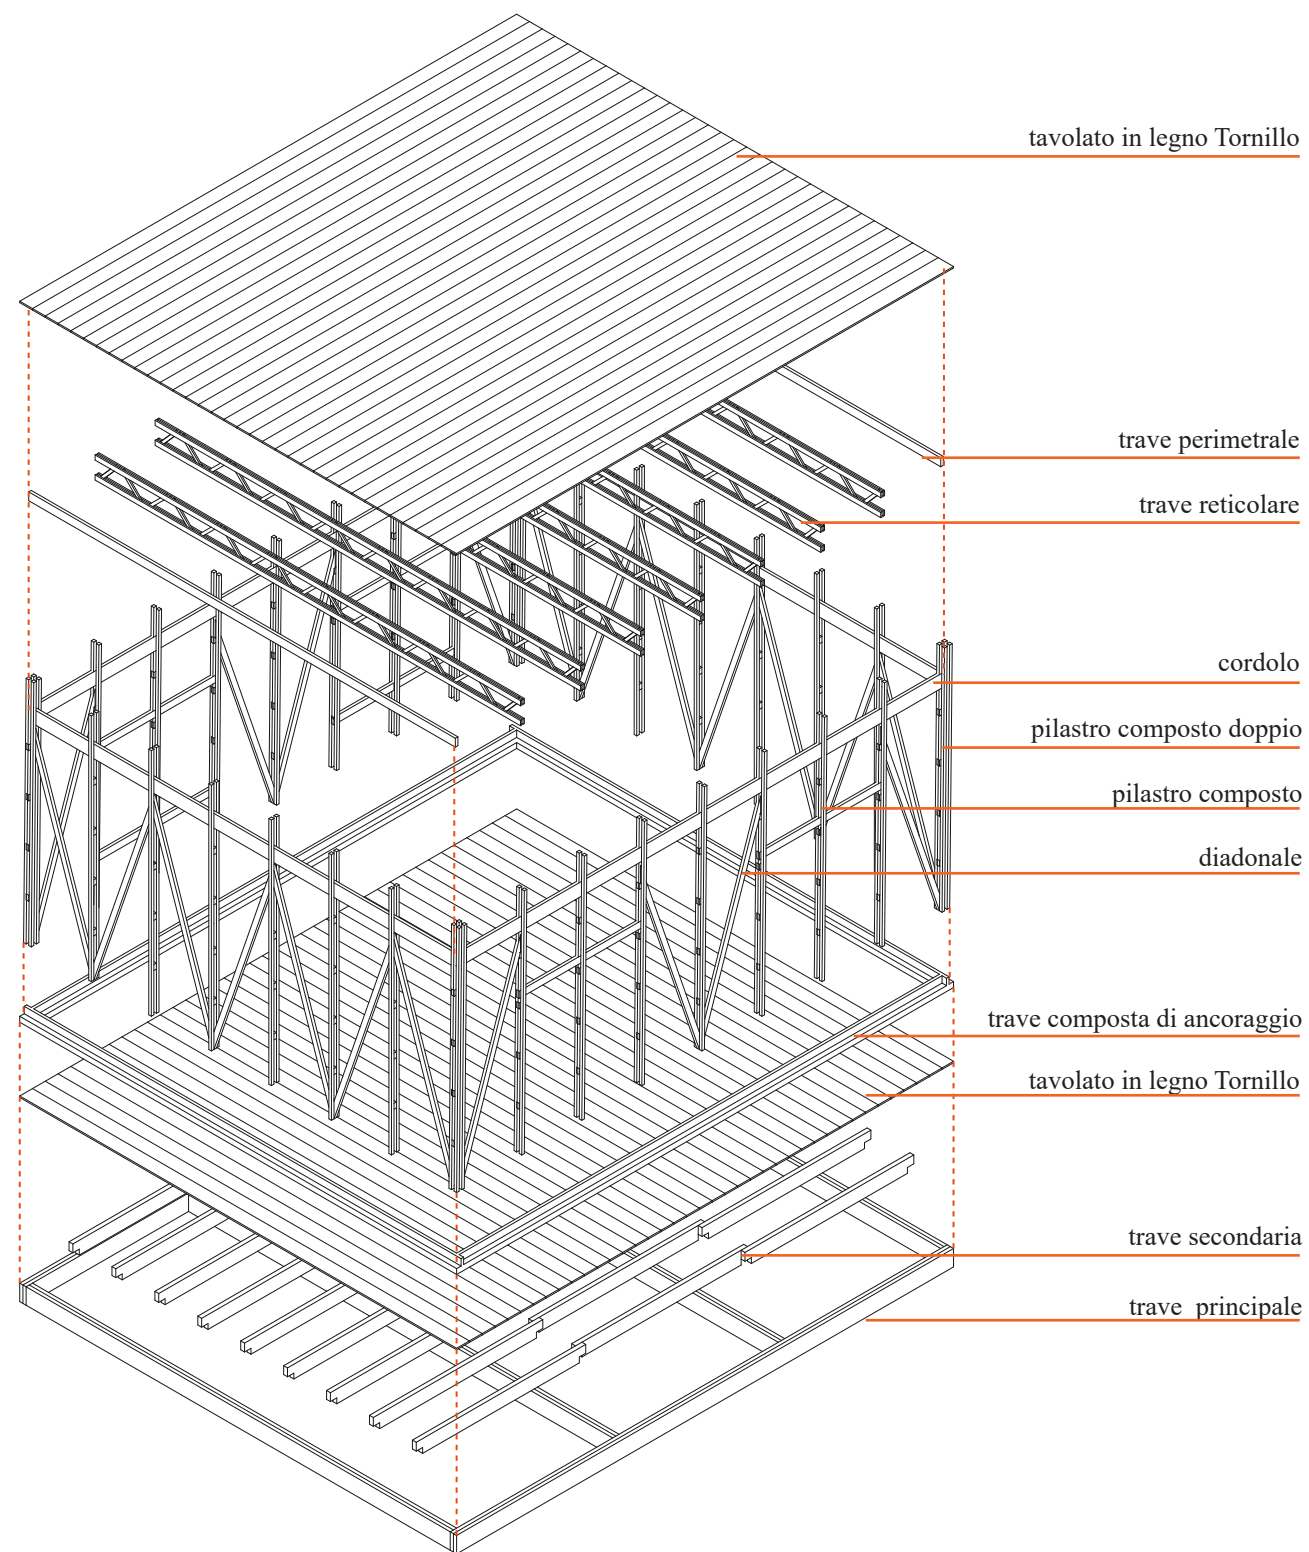 tavolato in legno Tornillo
trave perimetrale
trave reticolare
cordolo
pilastro composto doppio
pilastro composto
diadonale
trave composta di ancoraggio
tavolato in legno Tornillo
trave secondaria
trave principale